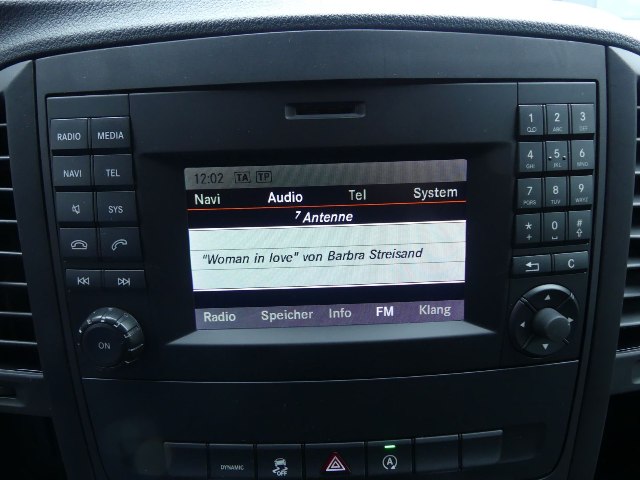 RADIO MEDIA
NAVI TEL
SYS
ON
12:02 TA TP
Navi Audio Tel System
7 Antenne
"Woman in love" von Barbra Streisand
Radio Speicher Info FM Klang
1 2 ABC 3 DEF
4 GHI 5 JKL 6 MNO
7 PQRS 8 TUV 9 WXYZ
* 0 #
C
DYNAMIC OFF A